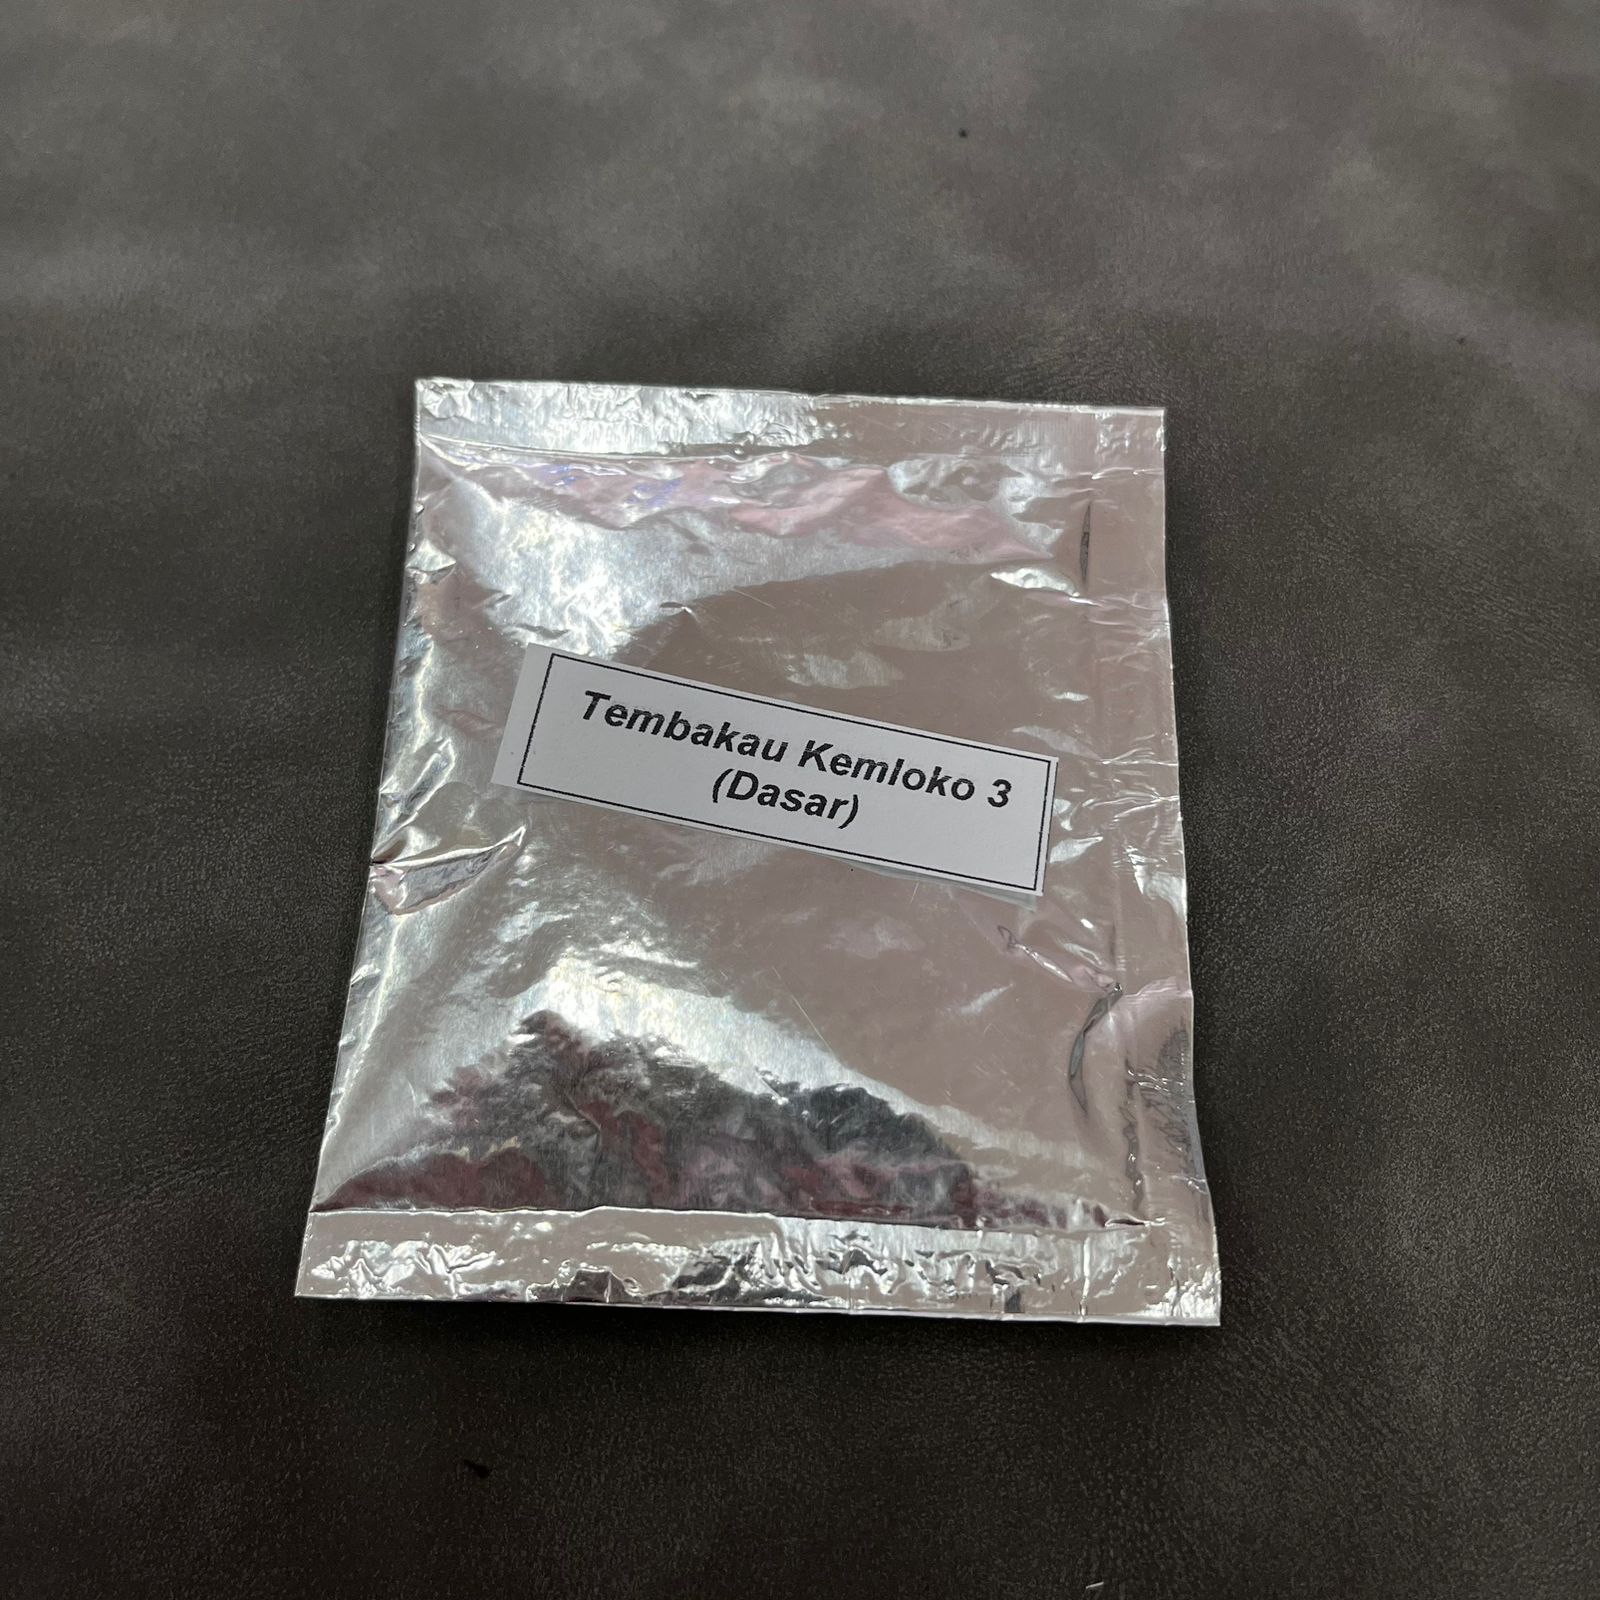 Tembakau Kemloko 3
(Dasar)